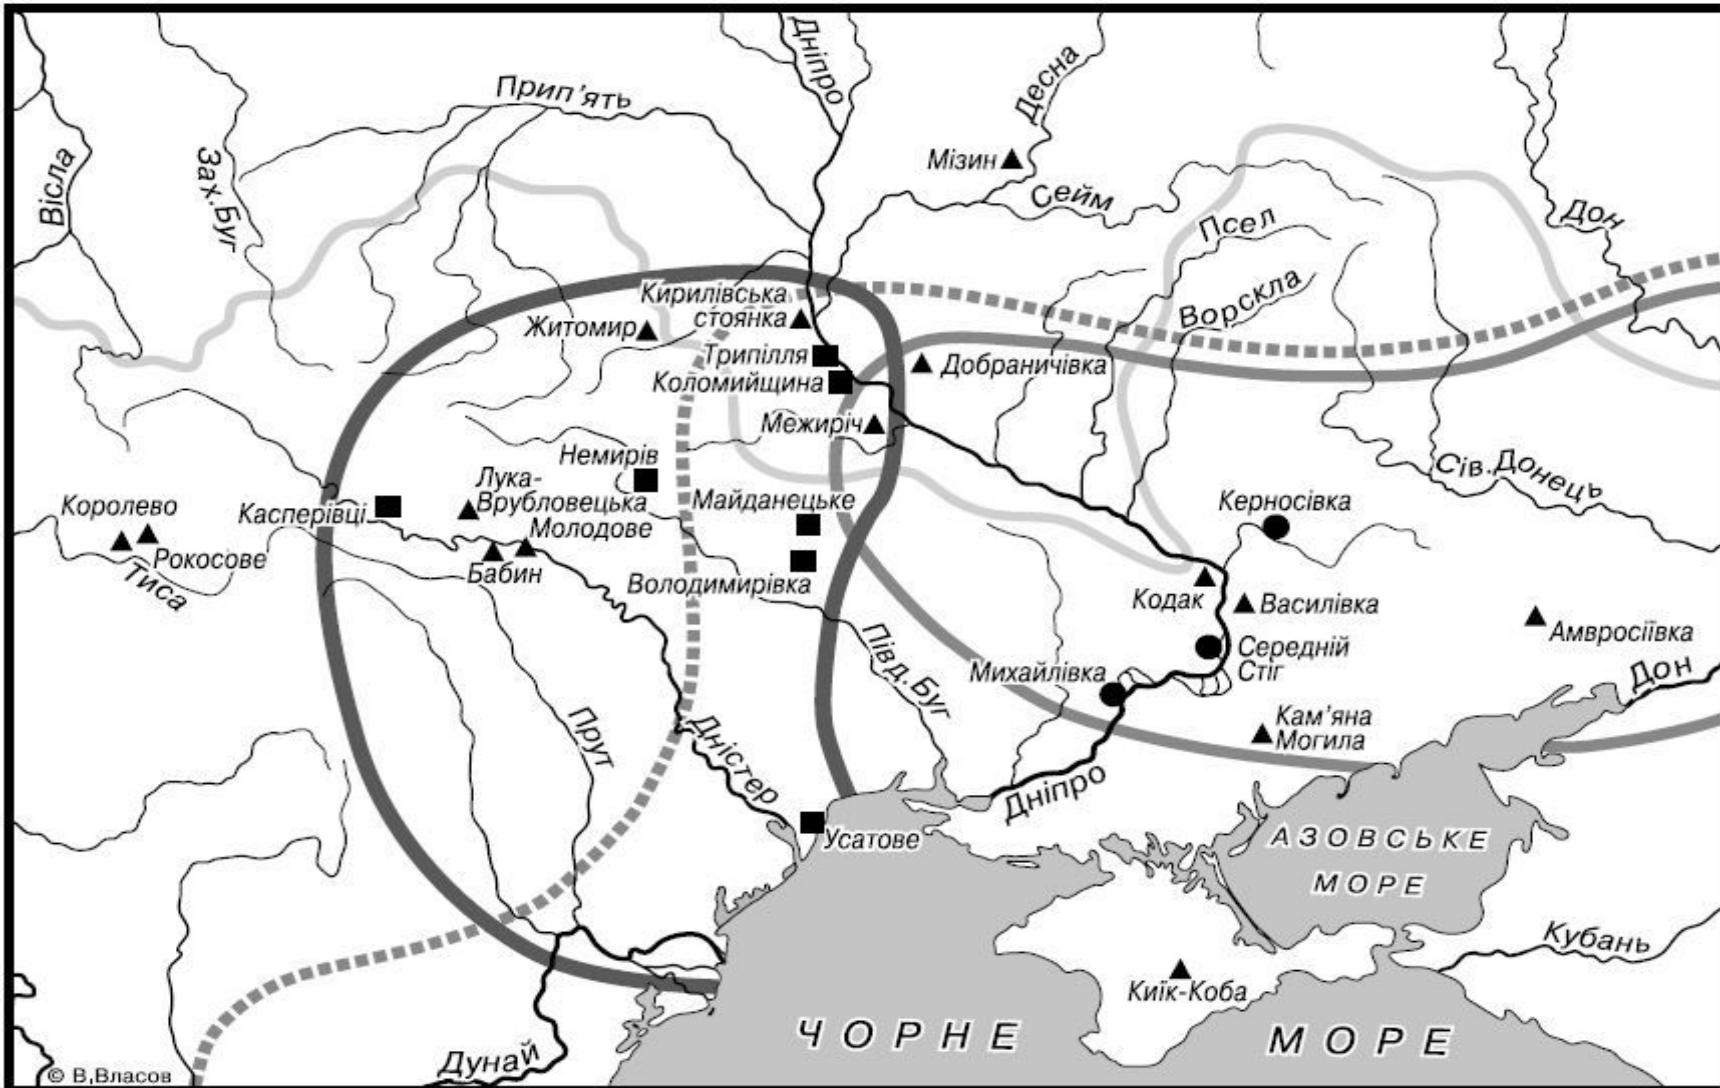 Прип'ять
Дніпро
Десна
Мізин
Сейм
Вісла
Зах.Буг
Псел
Дон
Ворскла
Кирилівська
стоянка
Житомир
Трипілля
Коломийщина
Добраничівка
Межиріч
Немирів
Лука-
Врубловецька
Майданецьке
Сів.Донець
Королево
Касперівці
Молодове
Керносівка
Рокосове
Бабин
Тиса
Володимирівка
Кодак
Василівка
Амвросіївка
Півд.Буг
Михайлівка
Середній
Стіг
Дон
Прут
Дністер
Кам'яна
Могила
Дніпро
Усатове
АЗОВСЬКЕ
МОРЕ
Кубань
Киїк-Коба
ЧОРНЕ МОРЕ
Дунай
© В,Власов